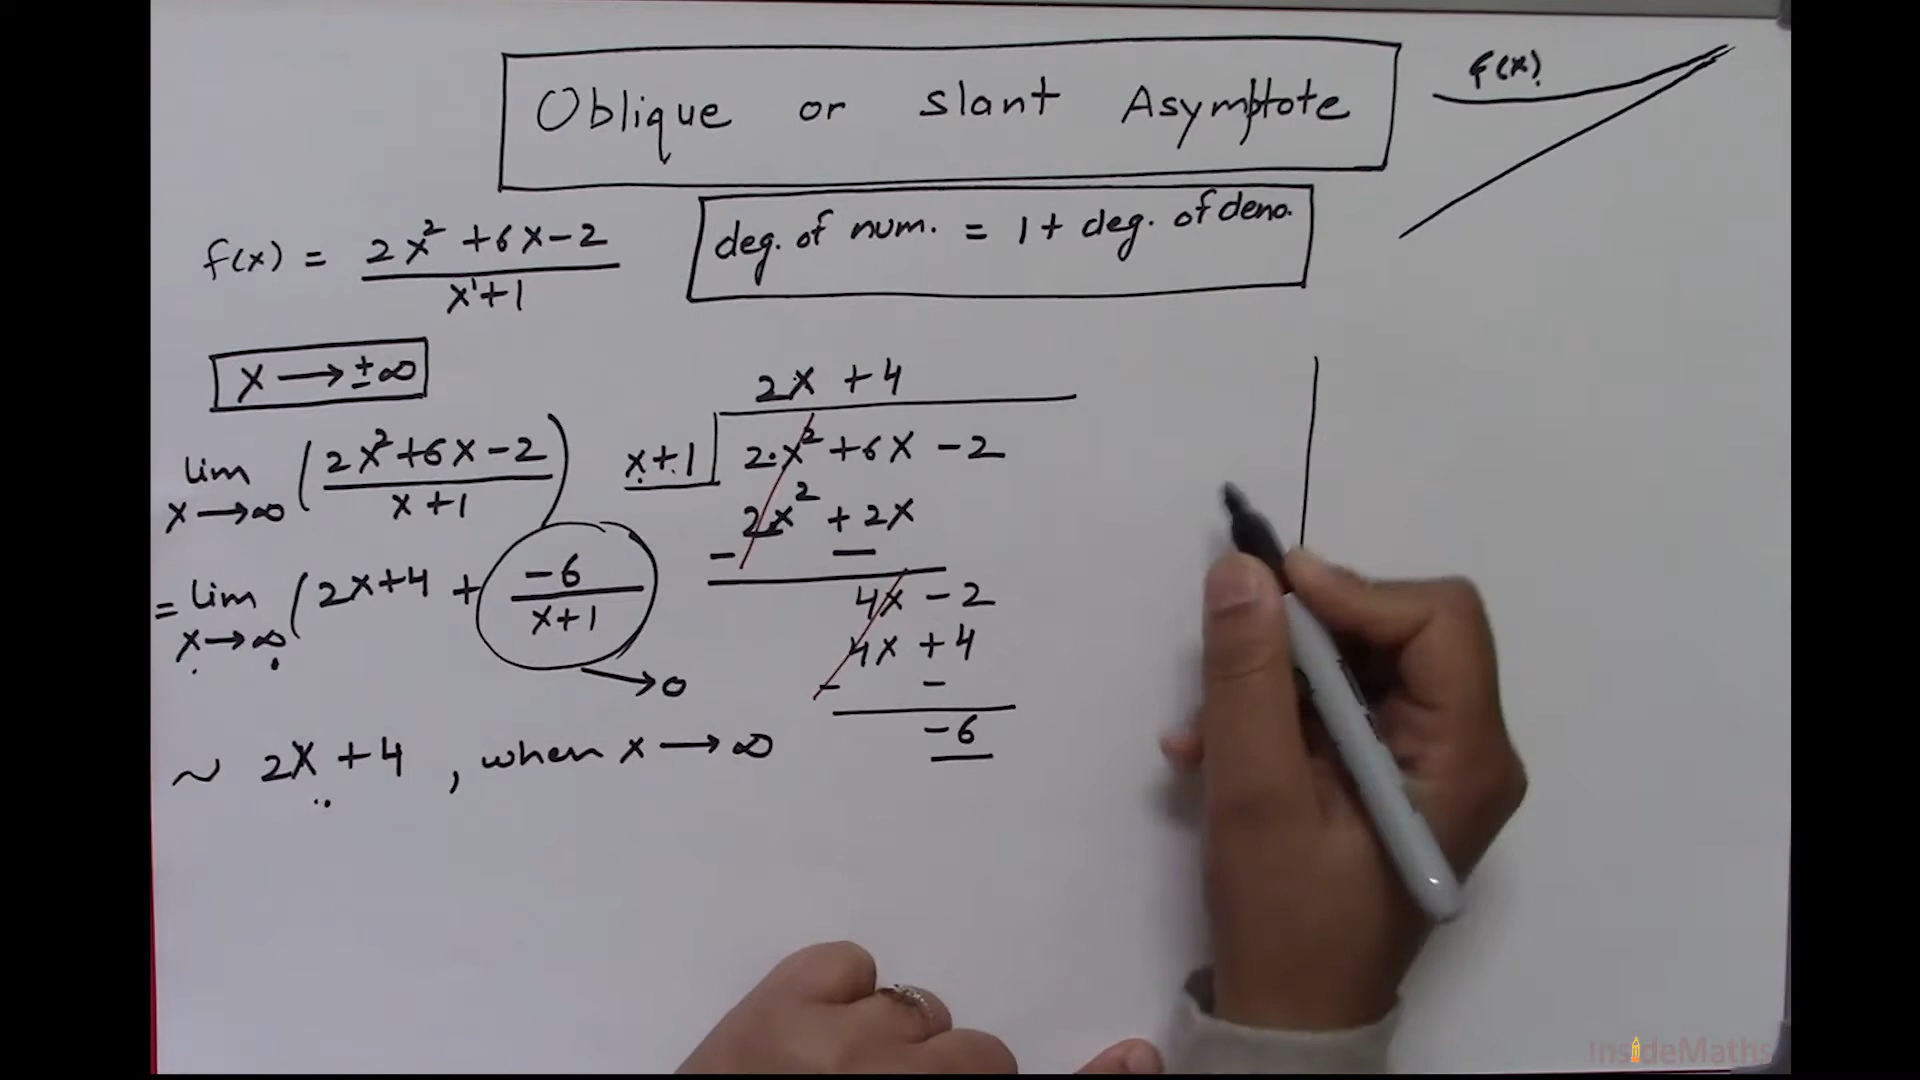 Oblique or slant Asymptote
f(x)
deg. of num. = 1 + deg. of deno.
f(x) = 2x² + 6x - 2 / x¹ + 1
x → ±∞
lim x→∞ (2x² + 6x - 2 / x + 1)
= lim x→∞ (2x + 4 + -6 / x + 1
→ 0
~ 2x + 4 , when x → ∞
2x + 4
x + 1 | 2x² + 6x - 2
2x² + 2x
- -
4x - 2
4x + 4
- -
-6
InsideMaths